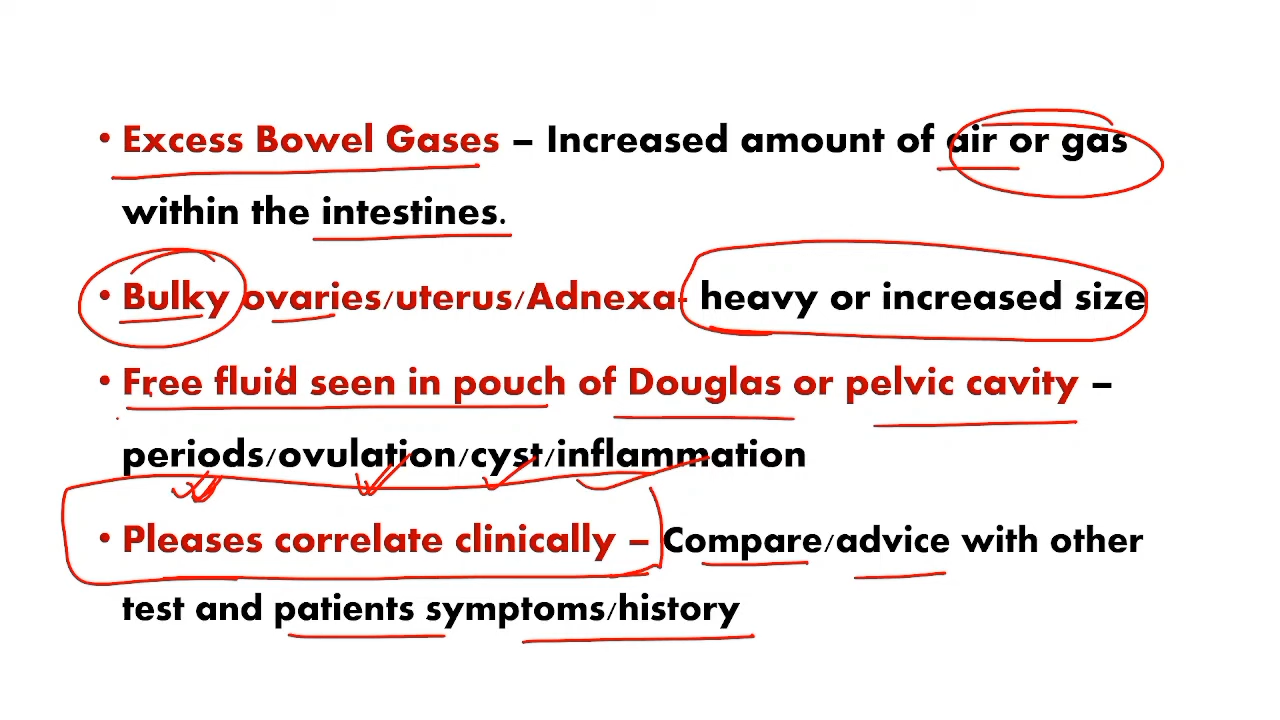 • Excess Bowel Gases – Increased amount of air or gas
within the intestines.
• Bulky ovaries/uterus/Adnexa- heavy or increased size
• Free fluid seen in pouch of Douglas or pelvic cavity –
periods/ovulation/cyst/inflammation
• Pleases correlate clinically – Compare/advice with other
test and patients symptoms/history